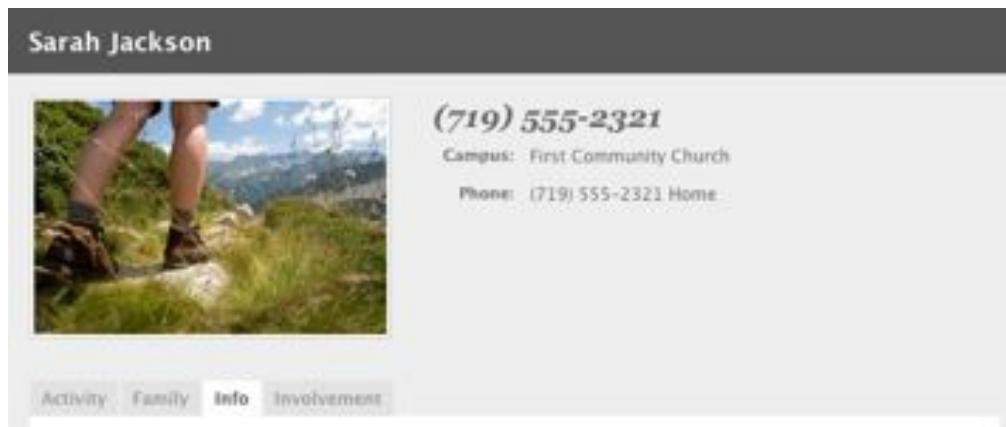 Sarah Jackson
(719) 555-2321
Campus: First Community Church
Phone: (719) 555-2321 Home
Activity Family Info Involvement